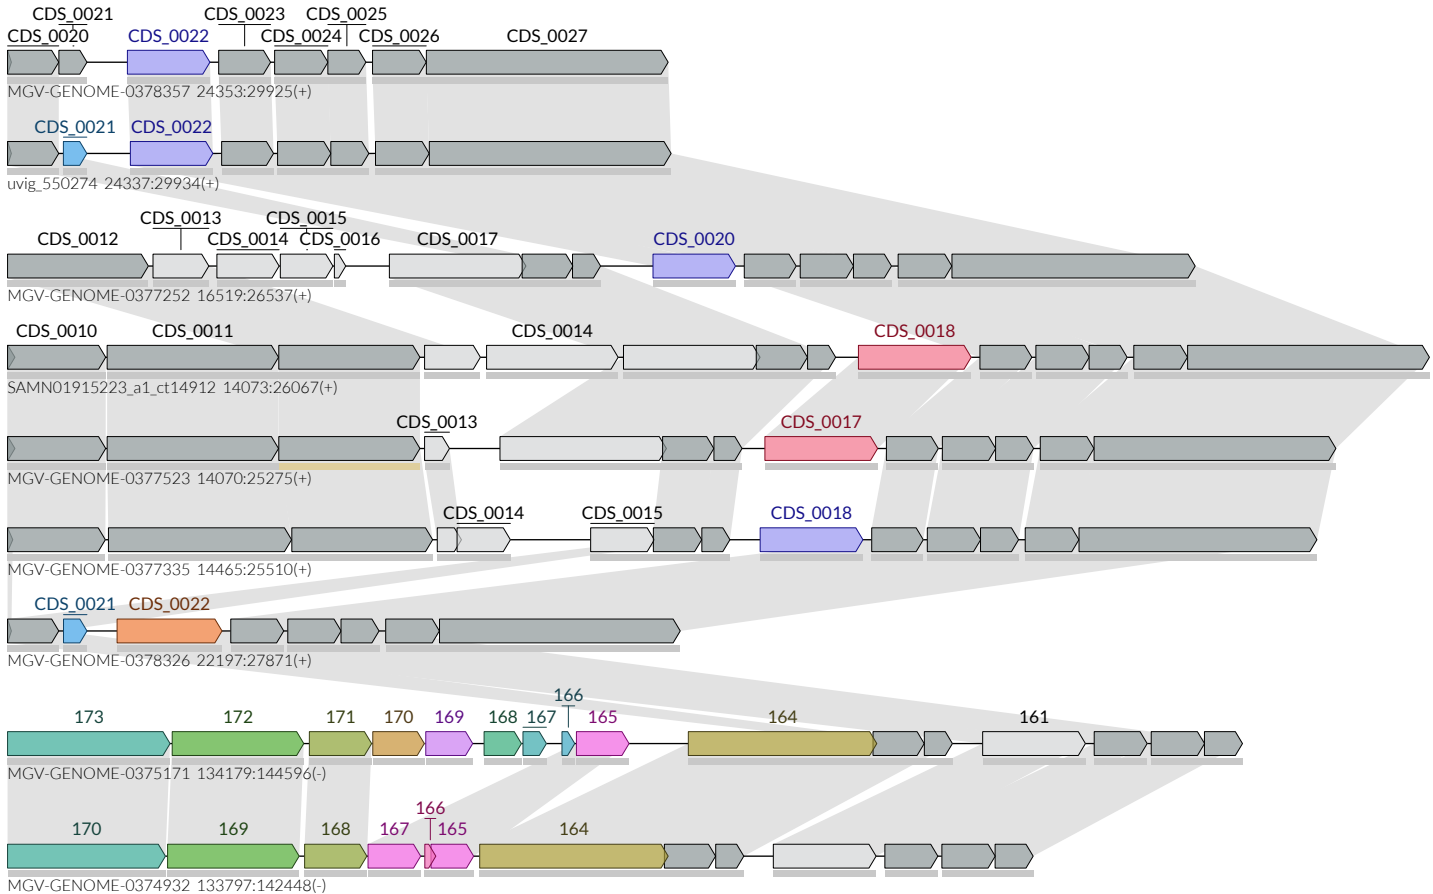 CDS_0021 CDS_0023 CDS_0025
CDS_0020 CDS_0022 CDS_0024 CDS_0026 CDS_0027
MGV-GENOME-0378357 24353:29925(+)
CDS_0021 CDS_0022
uvig_550274 24337:29934(+)
CDS_0013 CDS_0015
CDS_0012 CDS_0014 CDS_0016 CDS_0017 CDS_0020
MGV-GENOME-0377252 16519:26537(+)
CDS_0010 CDS_0011 CDS_0014 CDS_0018
SAMN01915223_a1_ct14912 14073:26067(+)
CDS_0013 CDS_0017
MGV-GENOME-0377523 14070:25275(+)
CDS_0014 CDS_0015 CDS_0018
MGV-GENOME-0377335 14465:25510(+)
CDS_0021 CDS_0022
MGV-GENOME-0378326 22197:27871(+)
166
173 172 171 170 169 168 167 165 164 161
MGV-GENOME-0375171 134179:144596(-)
166
170 169 168 167 165 164
MGV-GENOME-0374932 133797:142448(-)